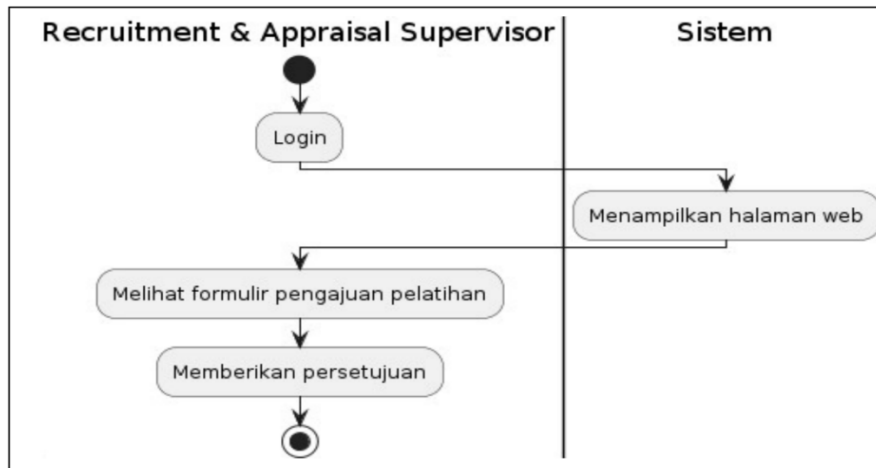 Recruitment & Appraisal Supervisor
Sistem
Login
Menampilkan halaman web
Melihat formulir pengajuan pelatihan
Memberikan persetujuan